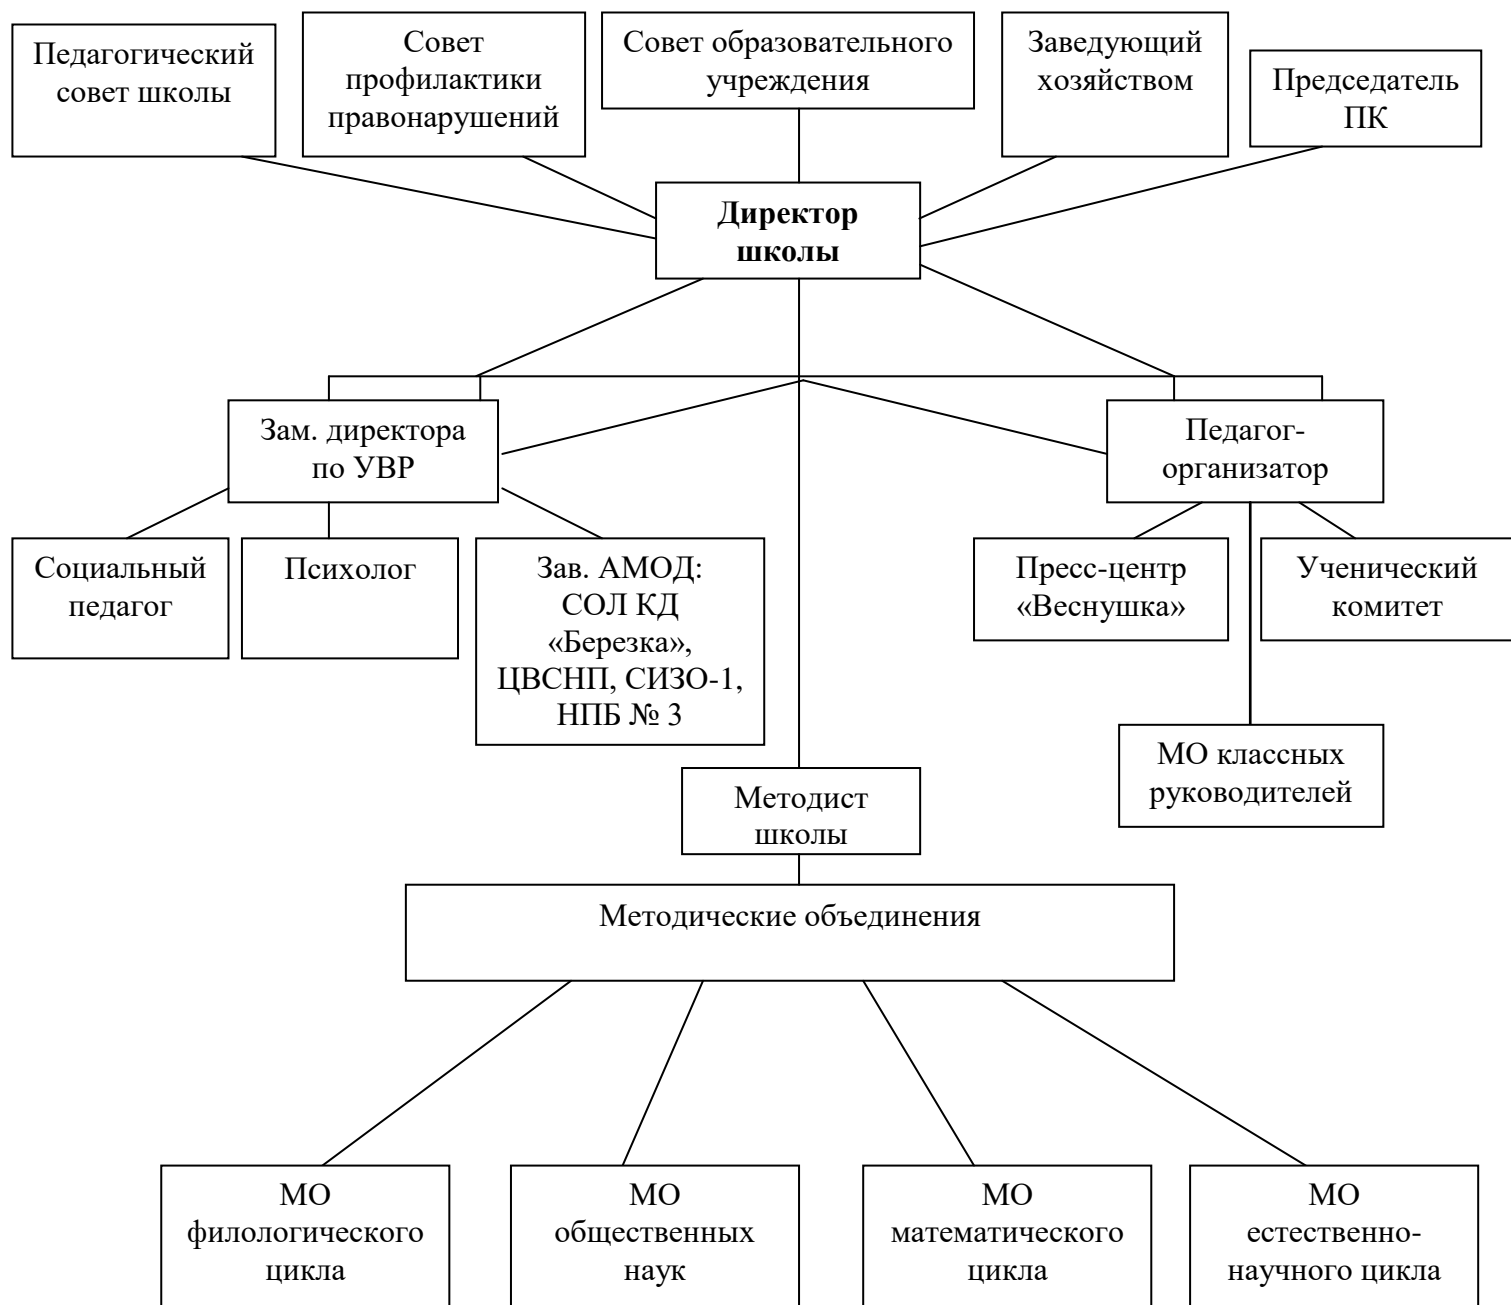 Педагогический
совет школы
Совет
профилактики
правонарушений
Совет образовательного
учреждения
Заведующий
хозяйством
Председатель
ПК
Директор
школы
Зам. директора
по УВР
Педагог-
организатор
Социальный
педагог
Психолог
Зав. АМОД:
СОЛ КД
«Березка»,
ЦВСНП, СИЗО-1,
НПБ № 3
Пресс-центр
«Веснушка»
Ученический
комитет
МО классных
руководителей
Методист
школы
Методические объединения
МО
филологического
цикла
МО
общественных
наук
МО
математического
цикла
МО
естественно-
научного цикла